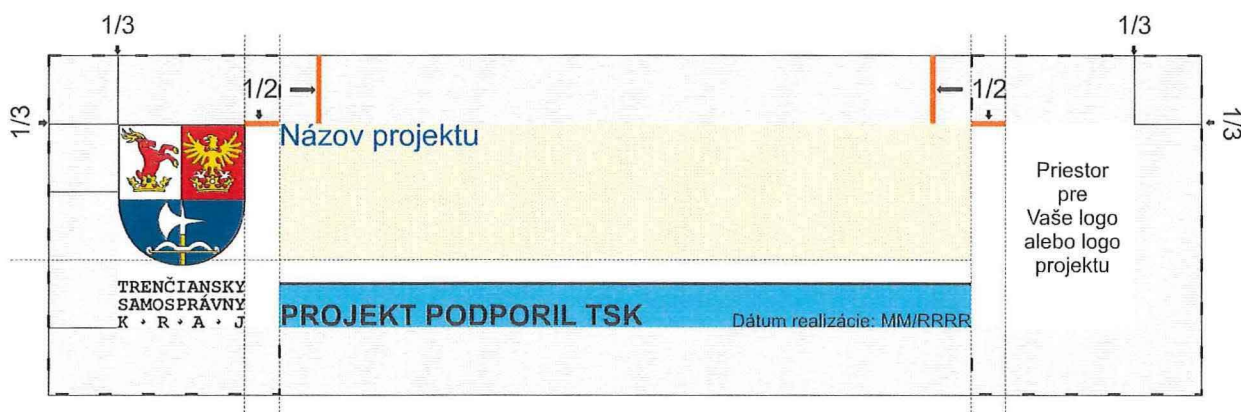 1/3
1/3
1/2
1/2
1/3
1/3
Názov projektu
Priestor
pre
Vaše logo
alebo logo
projektu
TRENČIANSKY
SAMOSPRÁVNY
K · R · A · J
PROJEKT PODPORIL TSK
Dátum realizácie: MM/RRRR